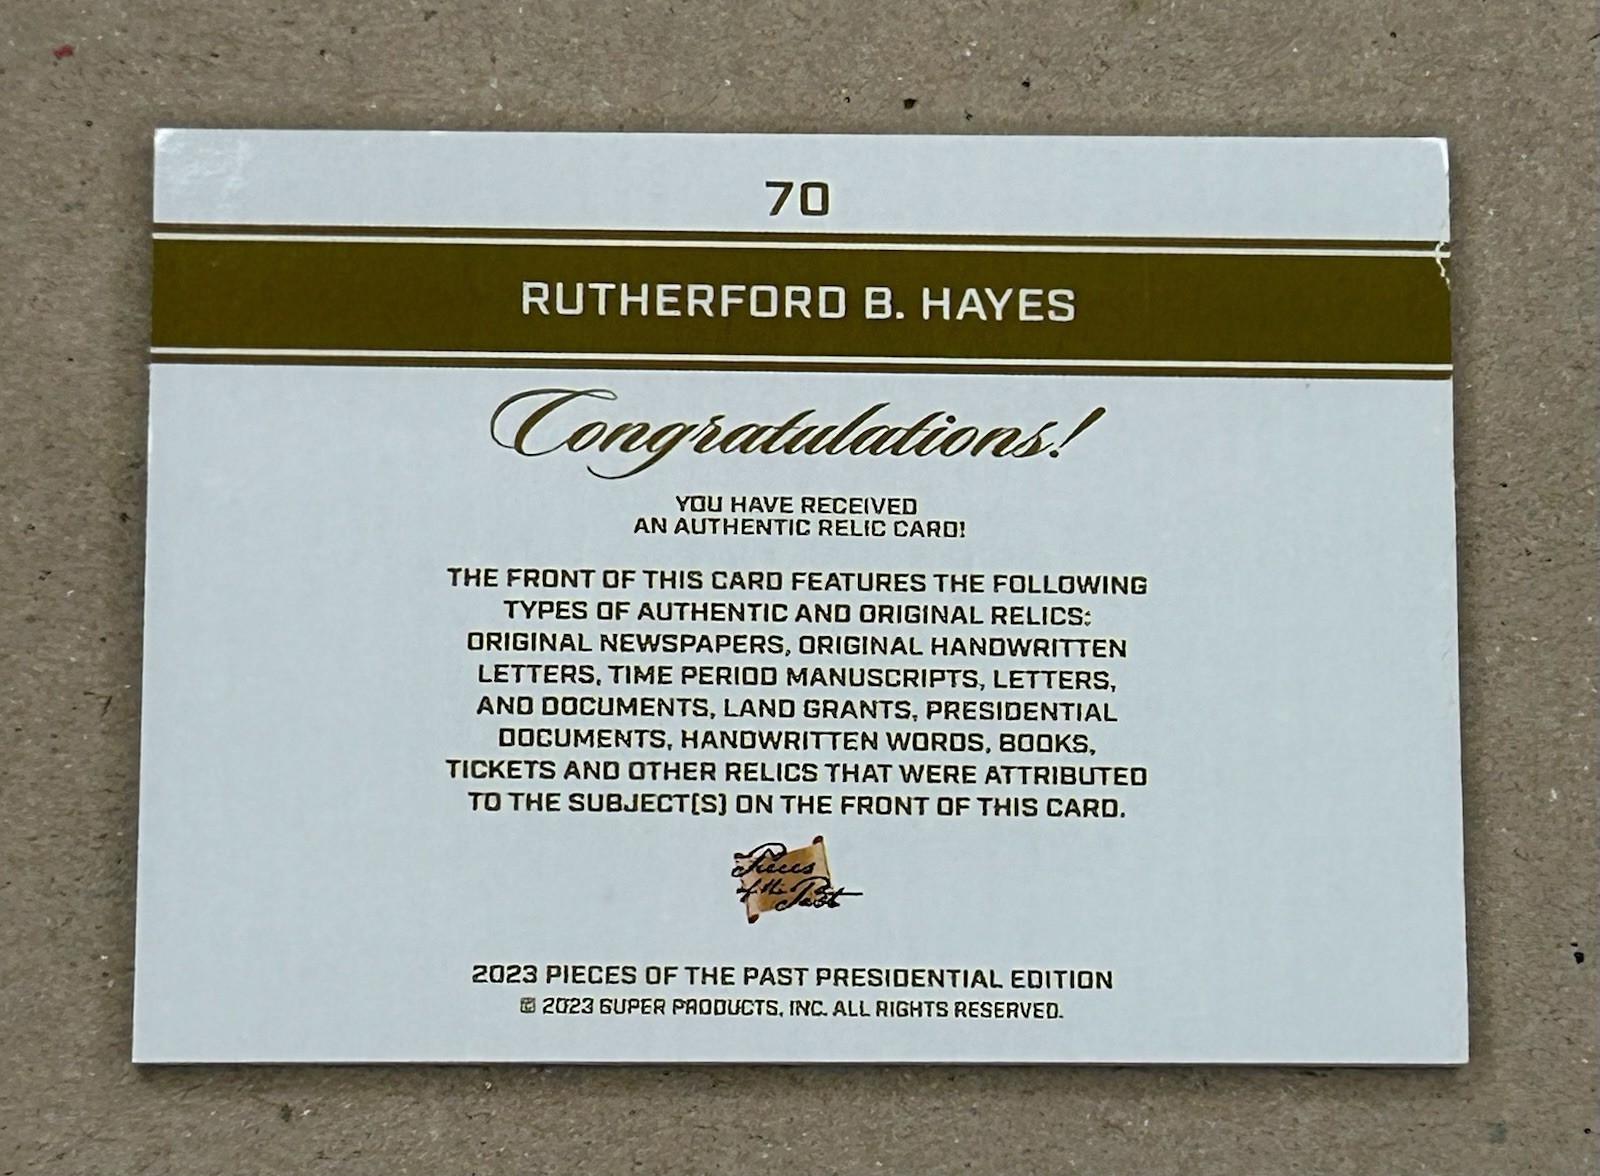 70
RUTHERFORD B. HAYES
Congratulations!
YOU HAVE RECEIVED
AN AUTHENTIC RELIC CARD!
THE FRONT OF THIS CARD FEATURES THE FOLLOWING
TYPES OF AUTHENTIC AND ORIGINAL RELICS:
ORIGINAL NEWSPAPERS, ORIGINAL HANDWRITTEN
LETTERS, TIME PERIOD MANUSCRIPTS, LETTERS,
AND DOCUMENTS, LAND GRANTS, PRESIDENTIAL
DOCUMENTS, HANDWRITTEN WORDS, BOOKS,
TICKETS AND OTHER RELICS THAT WERE ATTRIBUTED
TO THE SUBJECT(S) ON THE FRONT OF THIS CARD.
Pieces
of the Past
2023 PIECES OF THE PAST PRESIDENTIAL EDITION
© 2023 SUPER PRODUCTS, INC. ALL RIGHTS RESERVED.